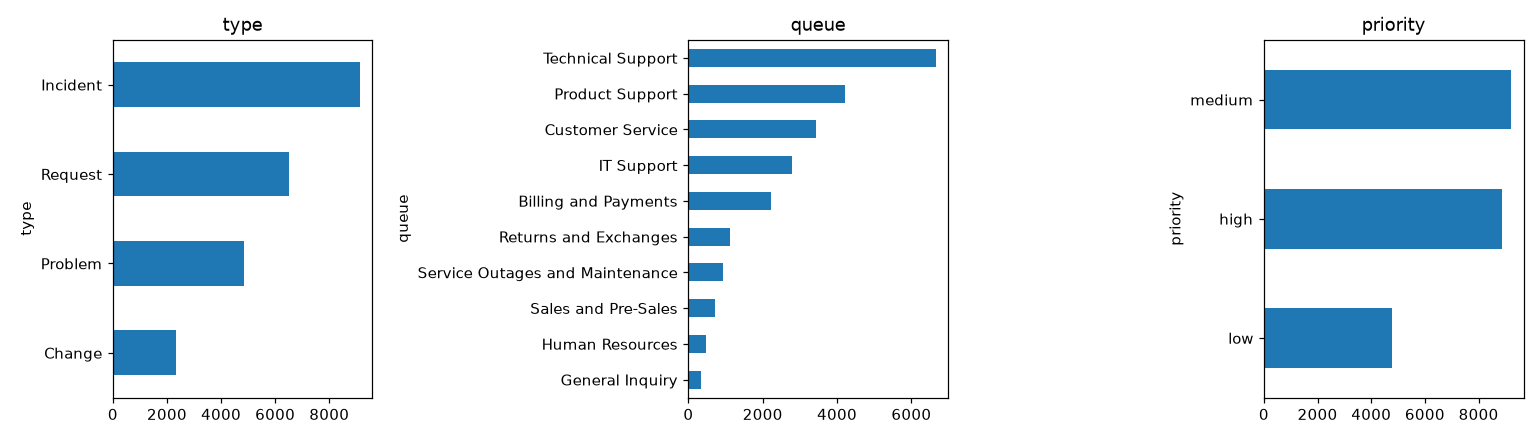 type
type
Incident
Request
Problem
Change
0 2000 4000 6000 8000
queue
queue
Technical Support
Product Support
Customer Service
IT Support
Billing and Payments
Returns and Exchanges
Service Outages and Maintenance
Sales and Pre-Sales
Human Resources
General Inquiry
0 2000 4000 6000
priority
priority
medium
high
low
0 2000 4000 6000 8000